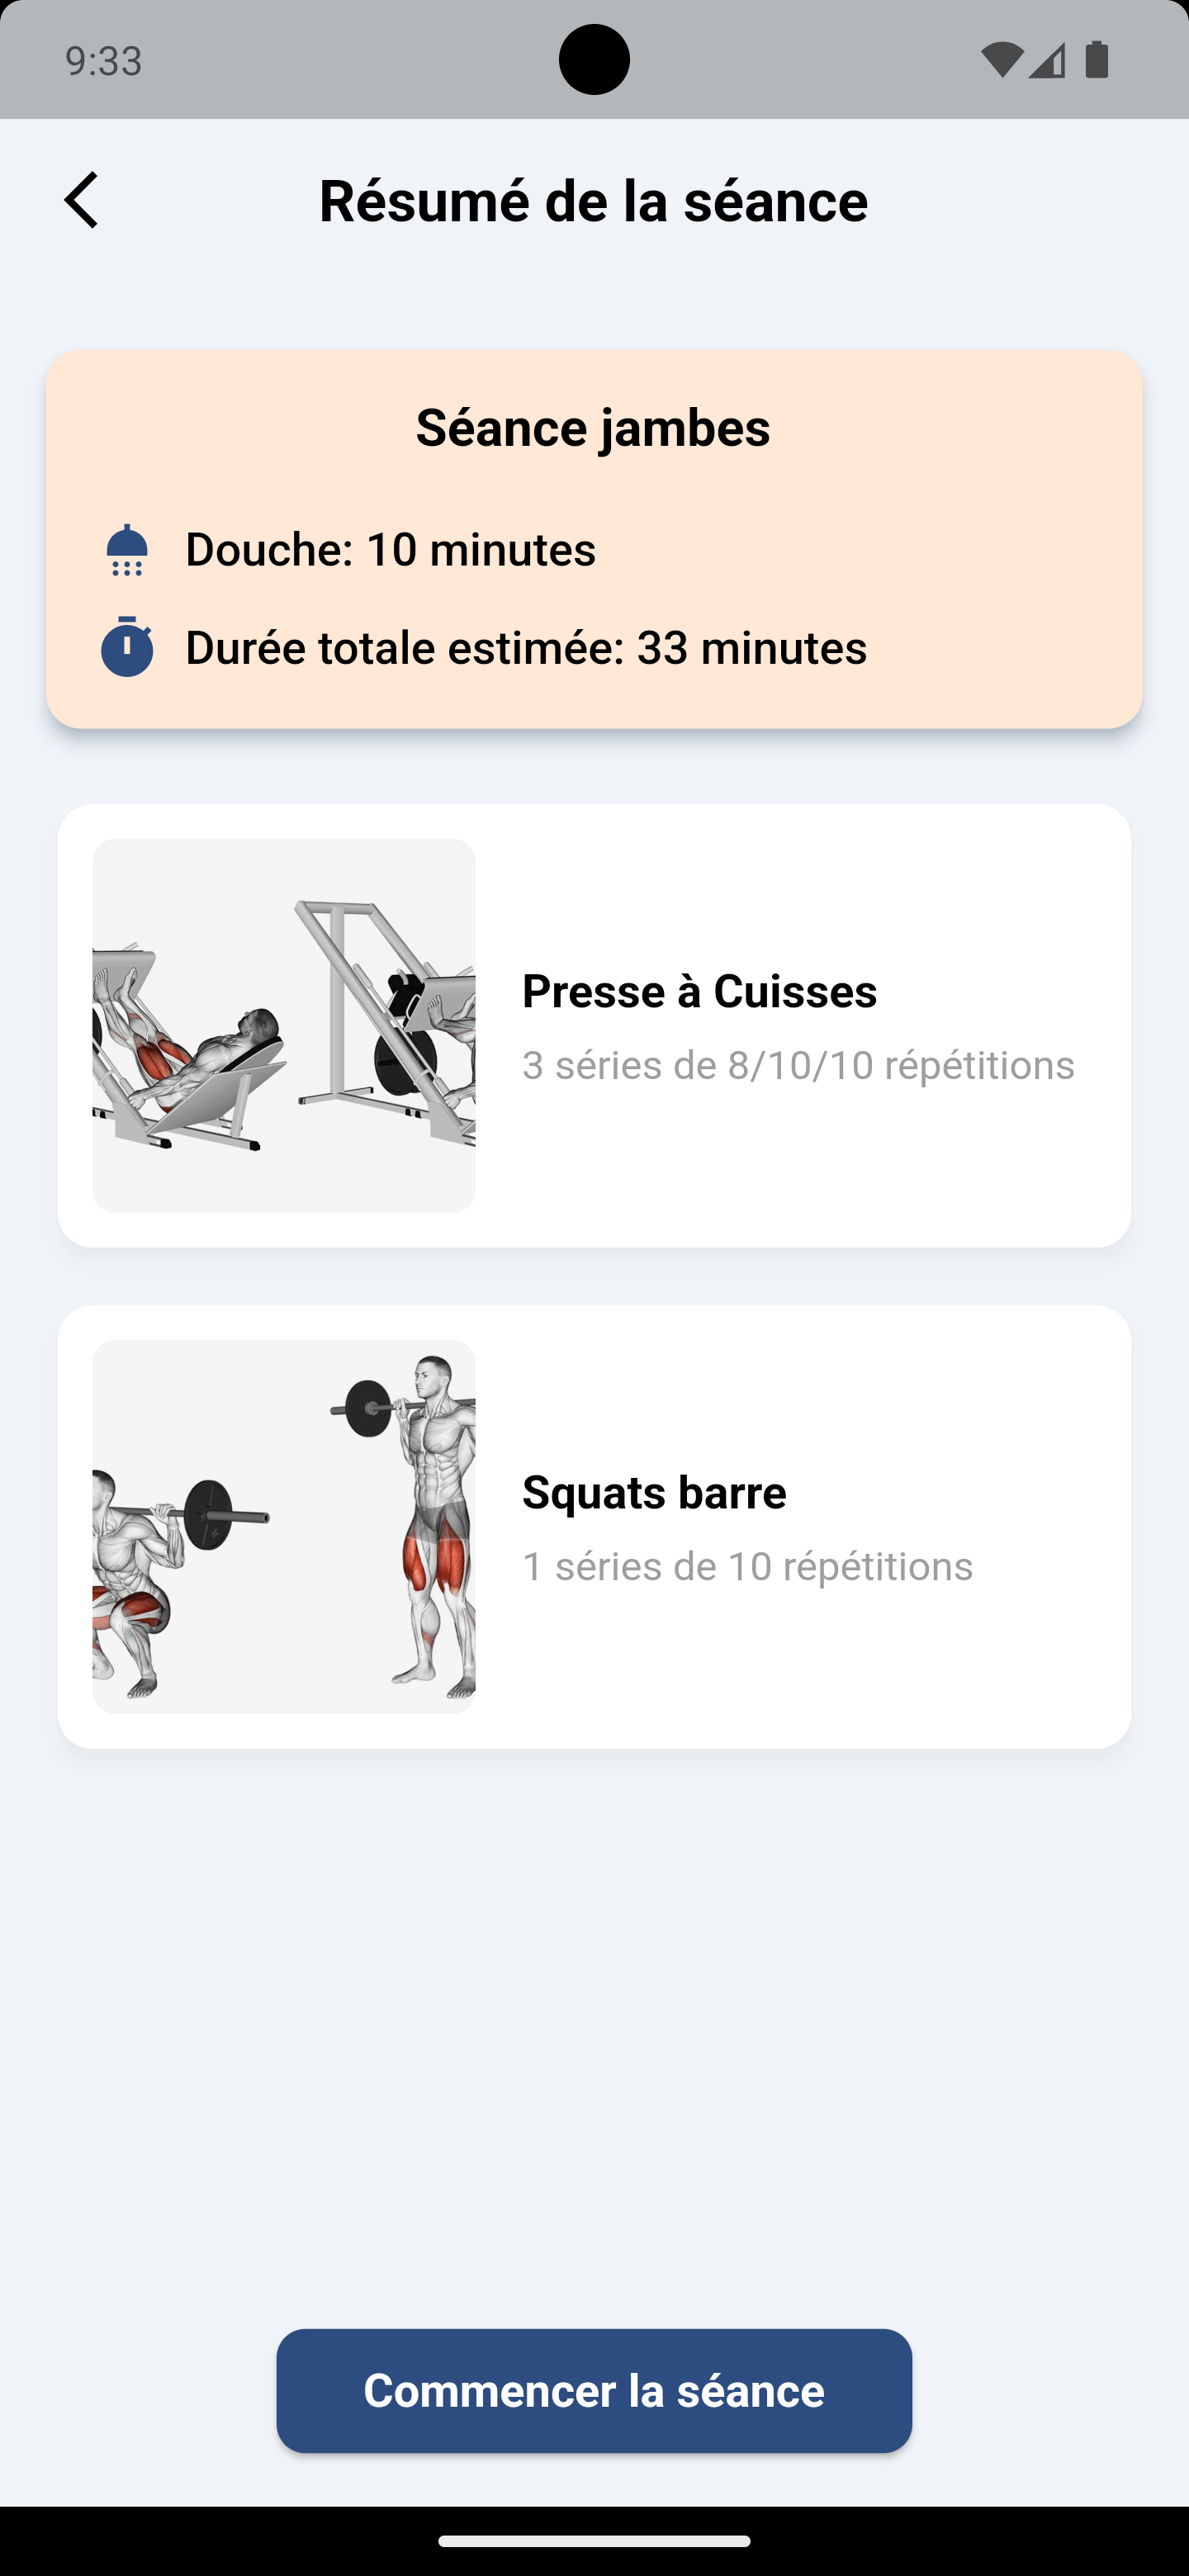 9:33
Résumé de la séance
Séance jambes
Douche: 10 minutes
Durée totale estimée: 33 minutes
Presse à Cuisses
3 séries de 8/10/10 répétitions
Squats barre
1 séries de 10 répétitions
Commencer la séance